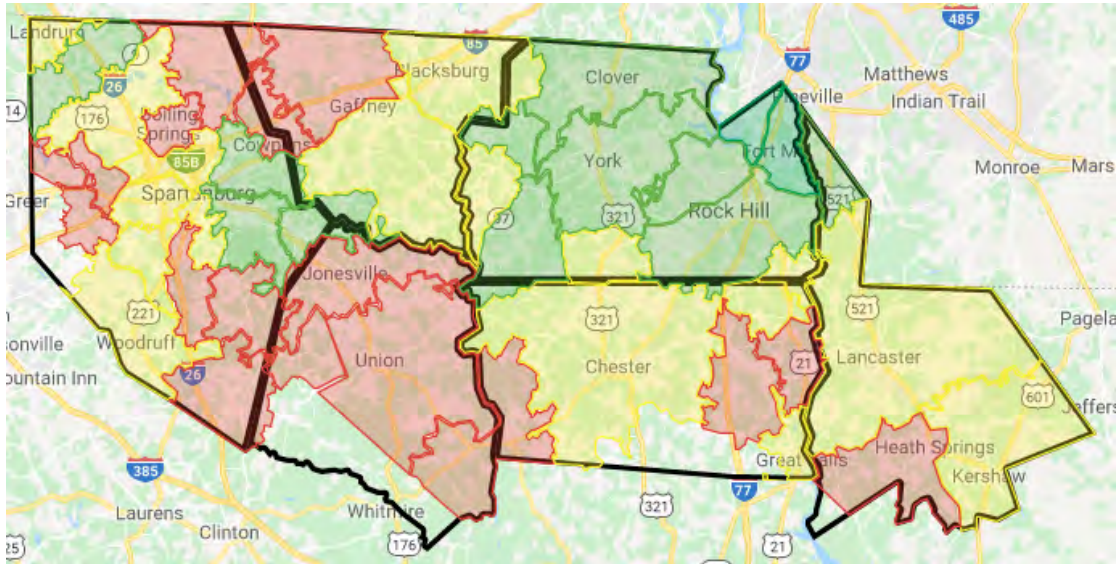 Landrum
9
85
485
Blacksburg
Clover
77
26
Matthews
Pineville
14
176
Gaffney
Indian Trail
Boiling
Springs
Cowpens
85B
York
Fort M
Monroe
Mars
Spartanburg
Greer
321
97
Rock Hill
521
Jonesville
221
321
521
Pagela
sonville
Woodruff
26
Union
Chester
21
Lancaster
ountain Inn
601
Jeffers
Heath Springs
385
Great Falls
Kershaw
77
Laurens
Whitmire
321
Clinton
25
176
21